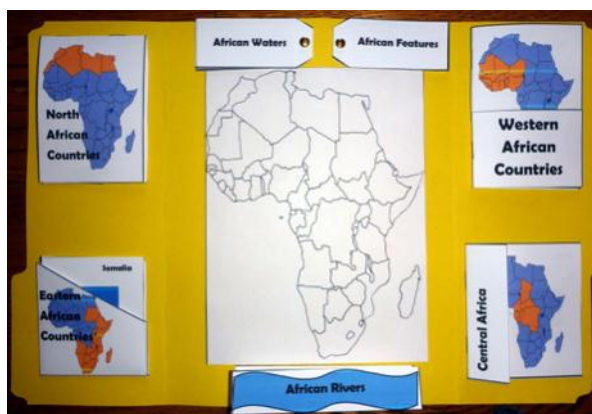 African Waters
African Features
North
African
Countries
Western
African
Countries
Somalia
Eastern
African
Countries
Central Africa
African Rivers